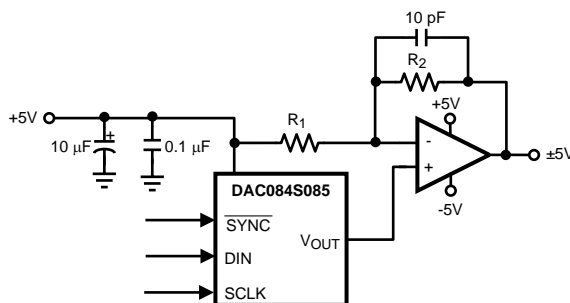 10 pF
R2
+5V
R1
+5V
10 µF
+
0.1 µF
-
+
±5V
-5V
DAC084S085
SYNC
VOUT
DIN
SCLK